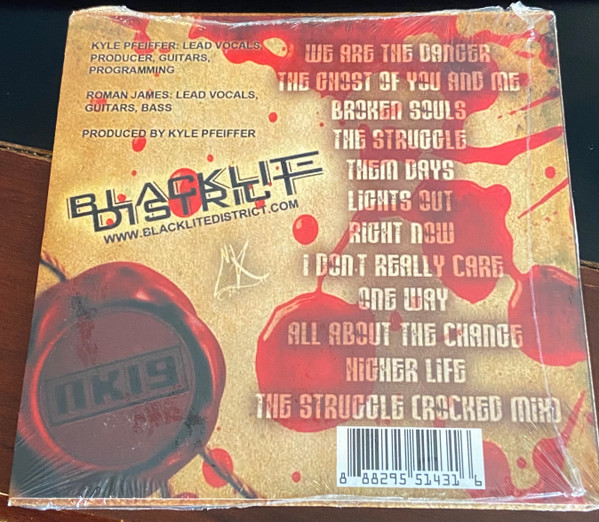 KYLE PFEIFFER: LEAD VOCALS,
PRODUCER, GUITARS,
PROGRAMMING
ROMAN JAMES: LEAD VOCALS,
GUITARS, BASS
PRODUCED BY KYLE PFEIFFER
BLACKLITE
DISTRICT
WWW.BLACKLITEDISTRICT.COM
NK19
WE ARE THE DANGER
THE GHOST OF YOU AND ME
BROKEN SOULS
THE STRUGGLE
THEM DAYS
LIGHTS OUT
RIGHT NOW
I DON'T REALLY CARE
ONE WAY
ALL ABOUT THE CHANGE
HIGHER LIFE
THE STRUGGLE (ROCKED MIX)
8 88295 51431 6